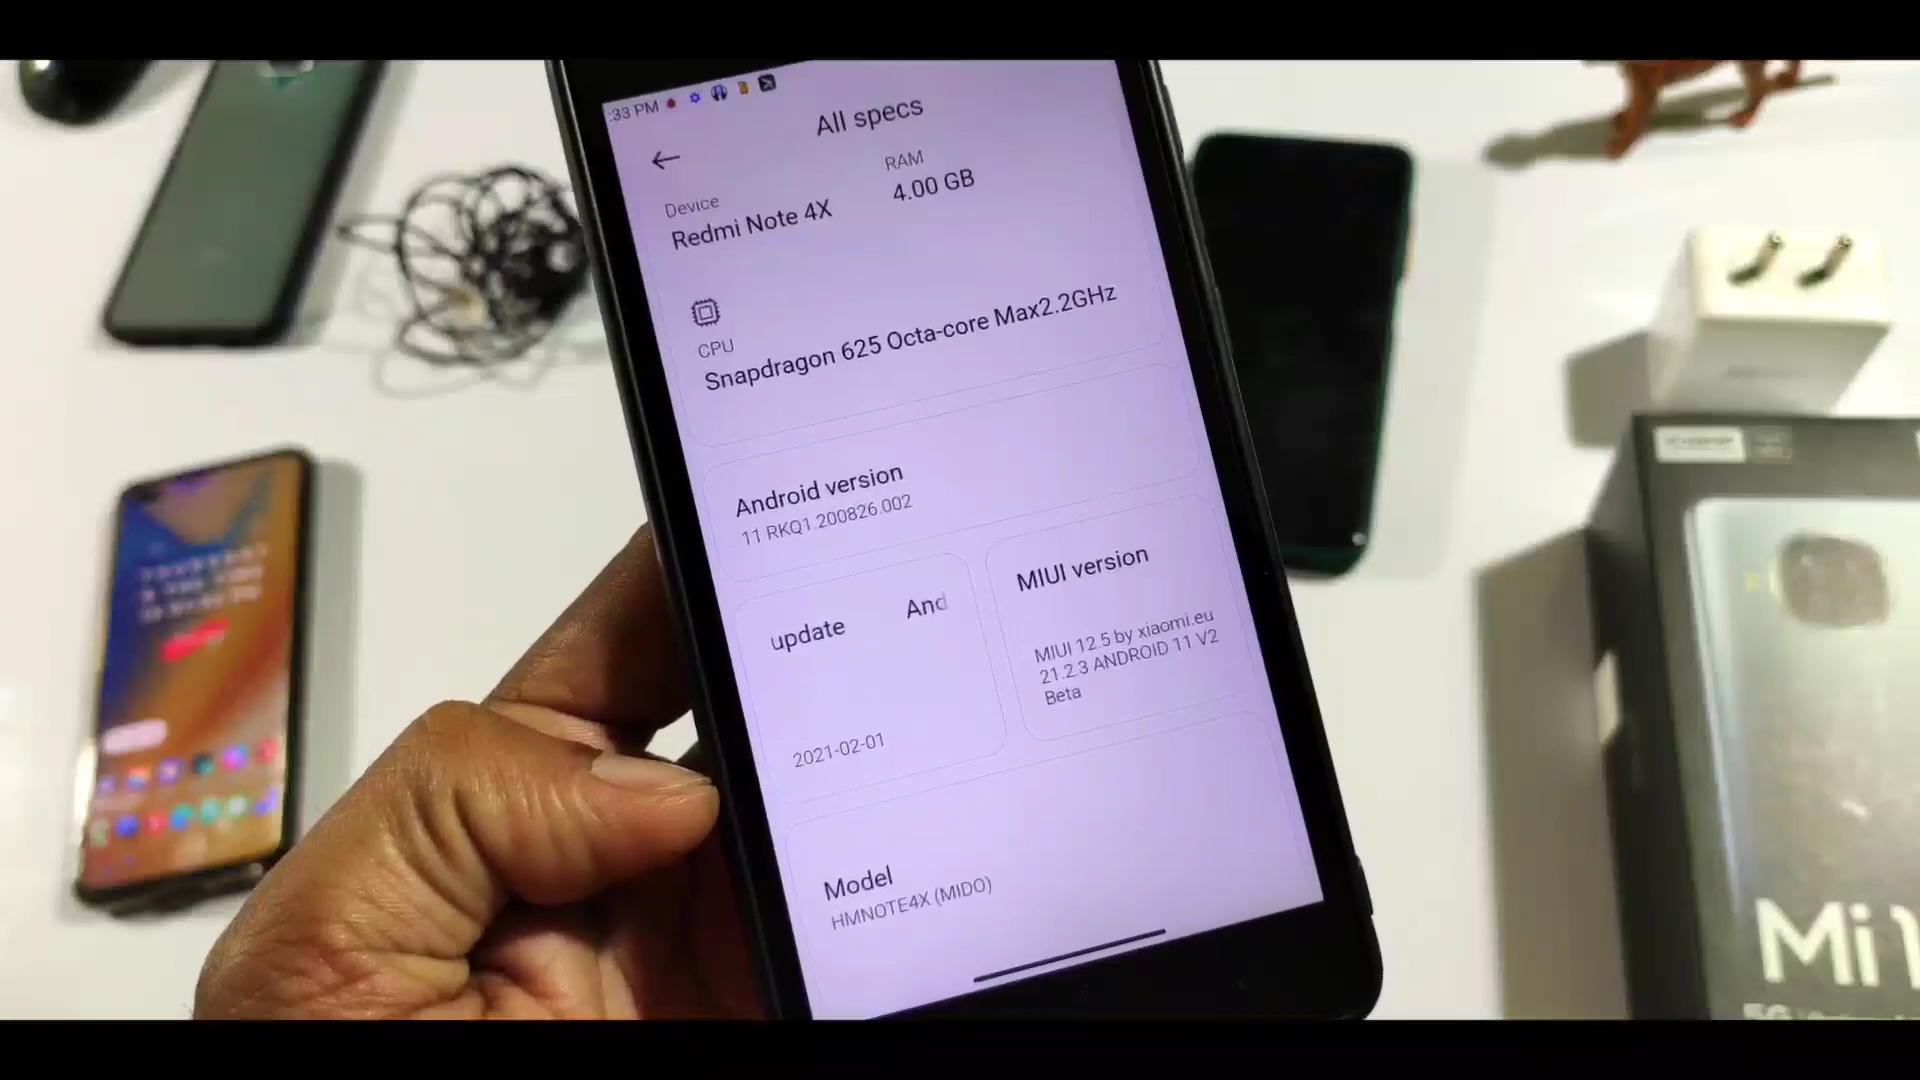 :33 PM
All specs
Device
Redmi Note 4X
RAM
4.00 GB
CPU
Snapdragon 625 Octa-core Max2.2GHz
Android version
11 RKQ1.200826.002
update And
2021-02-01
MIUI version
MIUI 12.5 by xiaomi.eu
21.2.3 ANDROID 11 V2
Beta
Model
HMNOTE4X (MIDO)
Mi 1